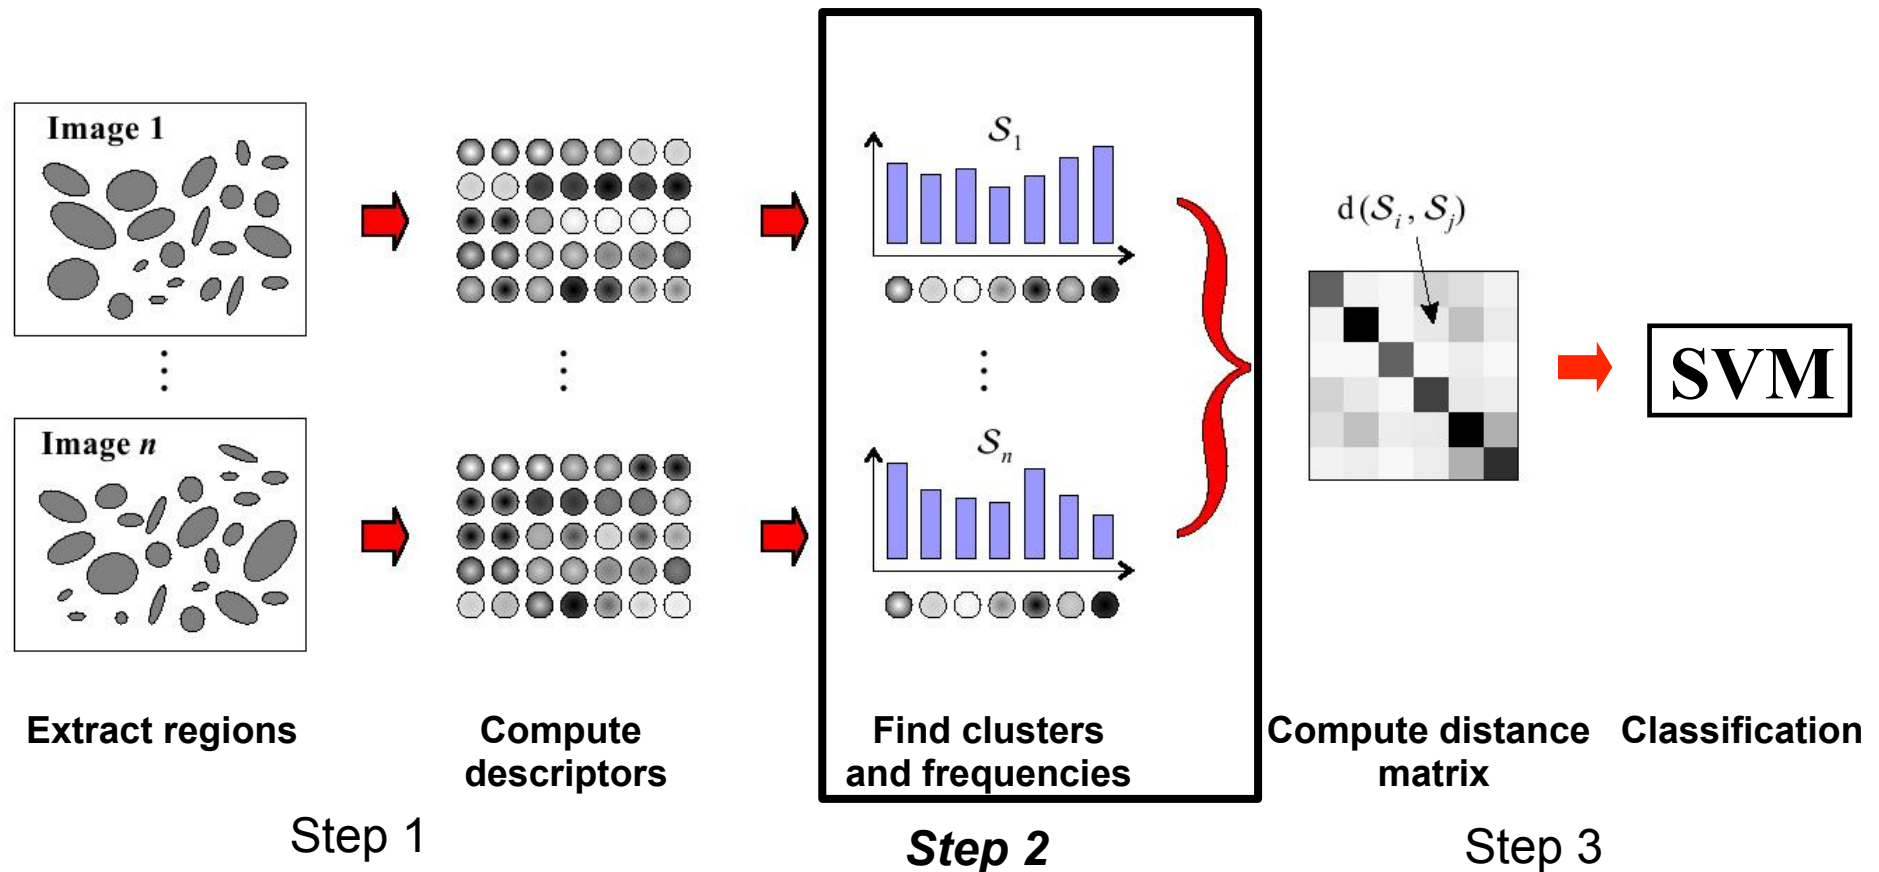 Image 1
S1
d(Si, Sj)
SVM
Image n
Sn
Extract regions
Compute
descriptors
Find clusters
and frequencies
Compute distance
matrix
Classification
Step 1
Step 2
Step 3